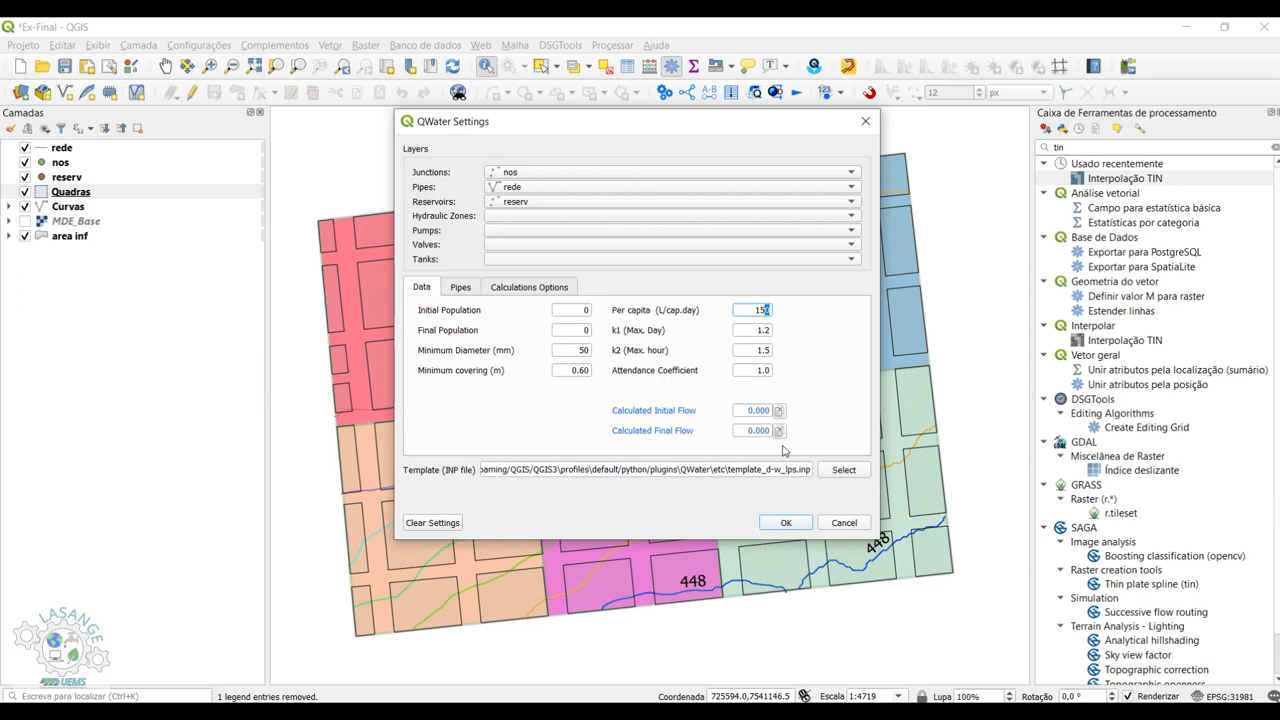 *Ex-Final - QGIS
Projeto Editar Exibir Camada Configurações Complementos Vetor Raster Banco de dados Web Malha DSGTools Processar Ajuda
12 px
Camadas
rede
nos
reserv
Quadras
Curvas
MDE_Base
area inf
QWater Settings
Layers
Junctions: nos
Pipes: rede
Reservoirs: reserv
Hydraulic Zones:
Pumps:
Valves:
Tanks:
Data Pipes Calculations Options
Initial Population 0 Per capita (L/cap.day) 150
Final Population 0 k1 (Max. Day) 1.2
Minimum Diameter (mm) 50 k2 (Max. hour) 1.5
Minimum covering (m) 0.60 Attendance Coefficient 1.0
Calculated Initial Flow 0.000
Calculated Final Flow 0.000
Template (INP file) oaming/QGIS/QGIS3\profiles\default/python/plugins\QWater\etc\template_d-w_lps.inp Select
Clear Settings OK Cancel
448
448
LASANGE
UEMS
Caixa de Ferramentas de processamento
tin
Usado recentemente
Interpolação TIN
Análise vetorial
Campo para estatística básica
Estatísticas por categoria
Base de Dados
Exportar para PostgreSQL
Exportar para SpatiaLite
Geometria do vetor
Definir valor M para raster
Estender linhas
Interpolar
Interpolação TIN
Vetor geral
Unir atributos pela localização (sumário)
Unir atributos pela posição
DSGTools
Editing Algorithms
Create Editing Grid
GDAL
Miscelânea de Raster
Índice deslizante
GRASS
Raster (r.*)
r.tileset
SAGA
Image analysis
Boosting classification (opencv)
Raster creation tools
Thin plate spline (tin)
Simulation
Successive flow routing
Terrain Analysis - Lighting
Analytical hillshading
Sky view factor
Topographic correction
Topographic openness
Escreva para localizar (Ctrl+K) 1 legend entries removed. Coordenada 725594.0,7541146.5 Escala 1:4719 Lupa 100% Rotação 0,0 ° Renderizar EPSG:31981